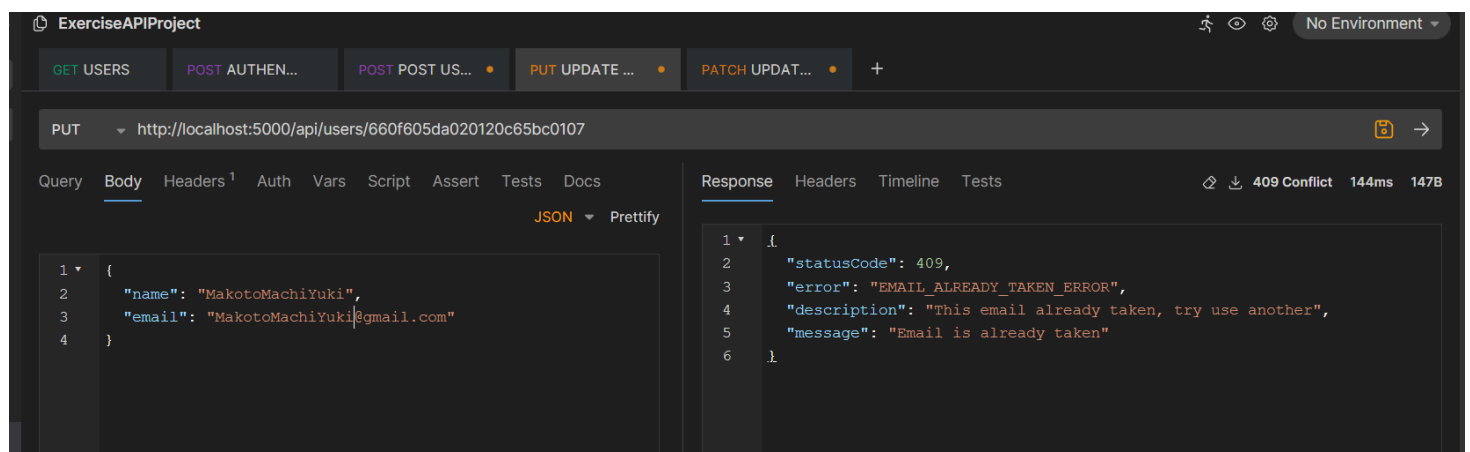 ExerciseAPIProject
No Environment
GET USERS
POST AUTHEN...
POST POST US...
PUT UPDATE ...
PATCH UPDAT...
+
PUT http://localhost:5000/api/users/660f605da020120c65bc0107
Query Body Headers 1 Auth Vars Script Assert Tests Docs
JSON Prettify
1 {
2 "name": "MakotoMachiYuki",
3 "email": "MakotoMachiYuki@gmail.com"
4 }
Response Headers Timeline Tests 409 Conflict 144ms 147B
1 {
2 "statusCode": 409,
3 "error": "EMAIL_ALREADY_TAKEN_ERROR",
4 "description": "This email already taken, try use another",
5 "message": "Email is already taken"
6 }